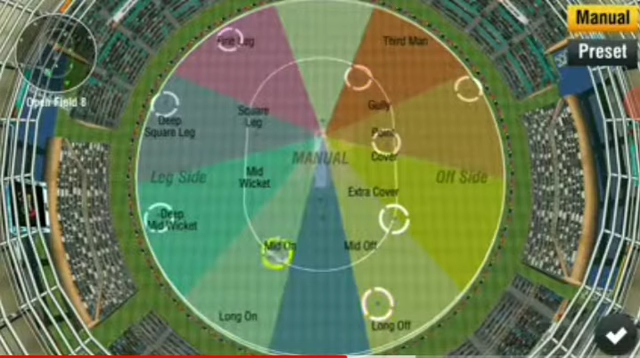 Manual
Preset
Open Field 8
Fine Leg
Third Man
Square
Leg
Gully
Deep
Square Leg
Point
Cover
MANUAL
Leg Side
Mid
Wicket
Off Side
Extra Cover
Deep
Mid Wicket
Mid On
Mid Off
Long On
Long Off